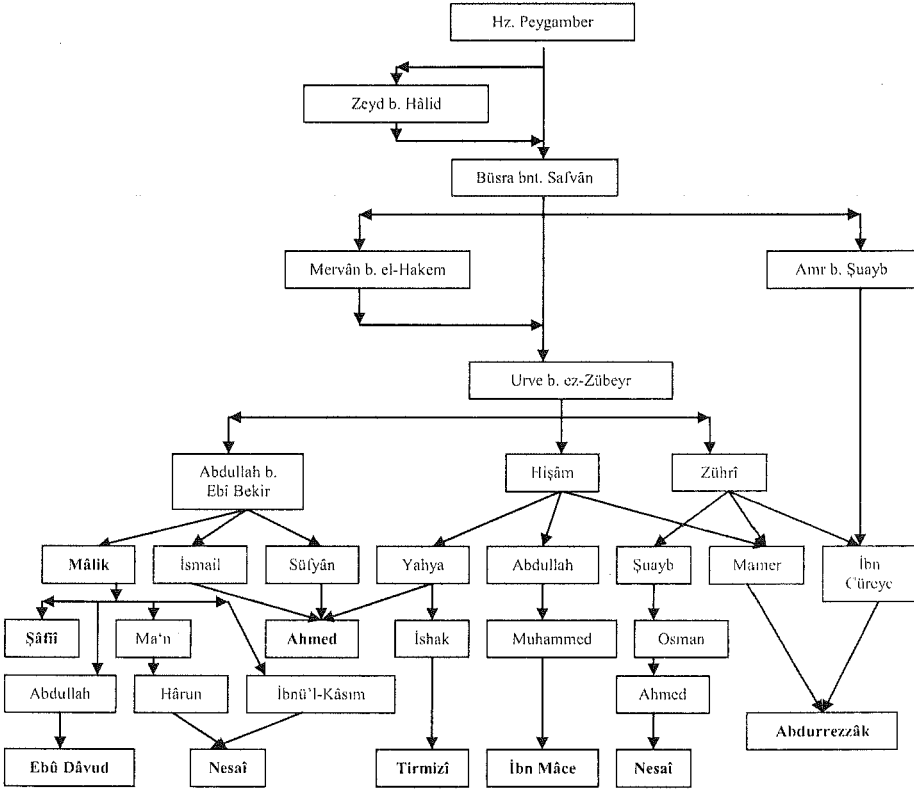 Hz. Peygamber
Zeyd b. Hâlid
Büsra bnt. Safvân
Mervân b. el-Hakem
Amr b. Şuayb
Urve b. ez-Zübeyr
Abdullah b.
Ebî Bekir
Hişâm
Zührî
Mâlik
İsmail
Süfyân
Yahya
Abdullah
Şuayb
Mamer
İbn
Cüreyc
Şâfiî
Ma'n
Ahmed
İshak
Muhammed
Osman
Abdullah
Hârun
İbnü'l-Kâsım
Ahmed
Abdurrezzâk
Ebû Dâvud
Nesaî
Tirmizî
İbn Mâce
Nesaî